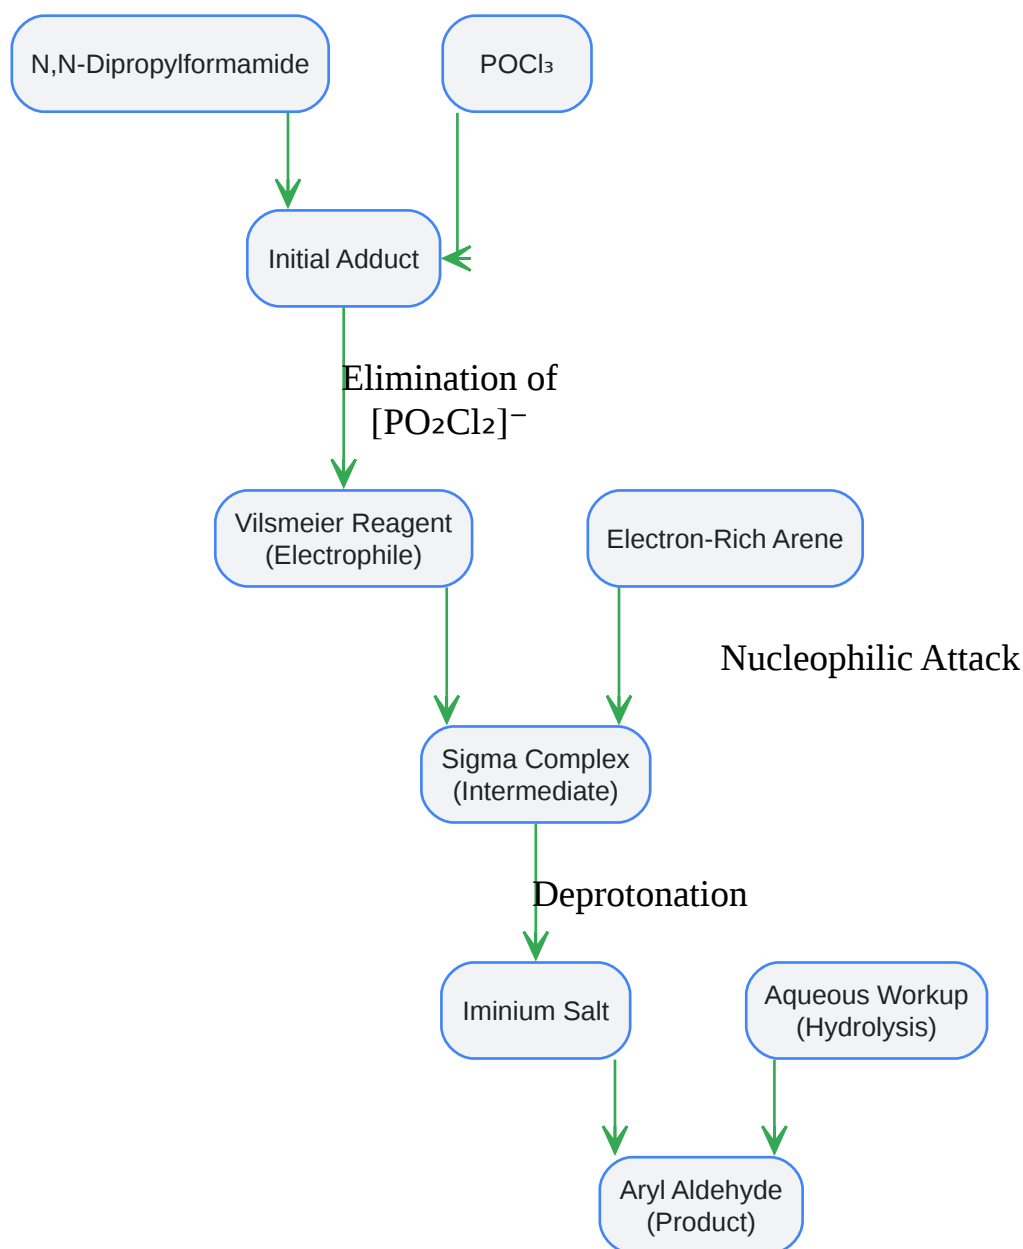 N,N-Dipropylformamide
POCl₃
Initial Adduct
Elimination of
[PO₂Cl₂]⁻
Vilsmeier Reagent
(Electrophile)
Electron-Rich Arene
Nucleophilic Attack
Sigma Complex
(Intermediate)
Deprotonation
Iminium Salt
Aqueous Workup
(Hydrolysis)
Aryl Aldehyde
(Product)